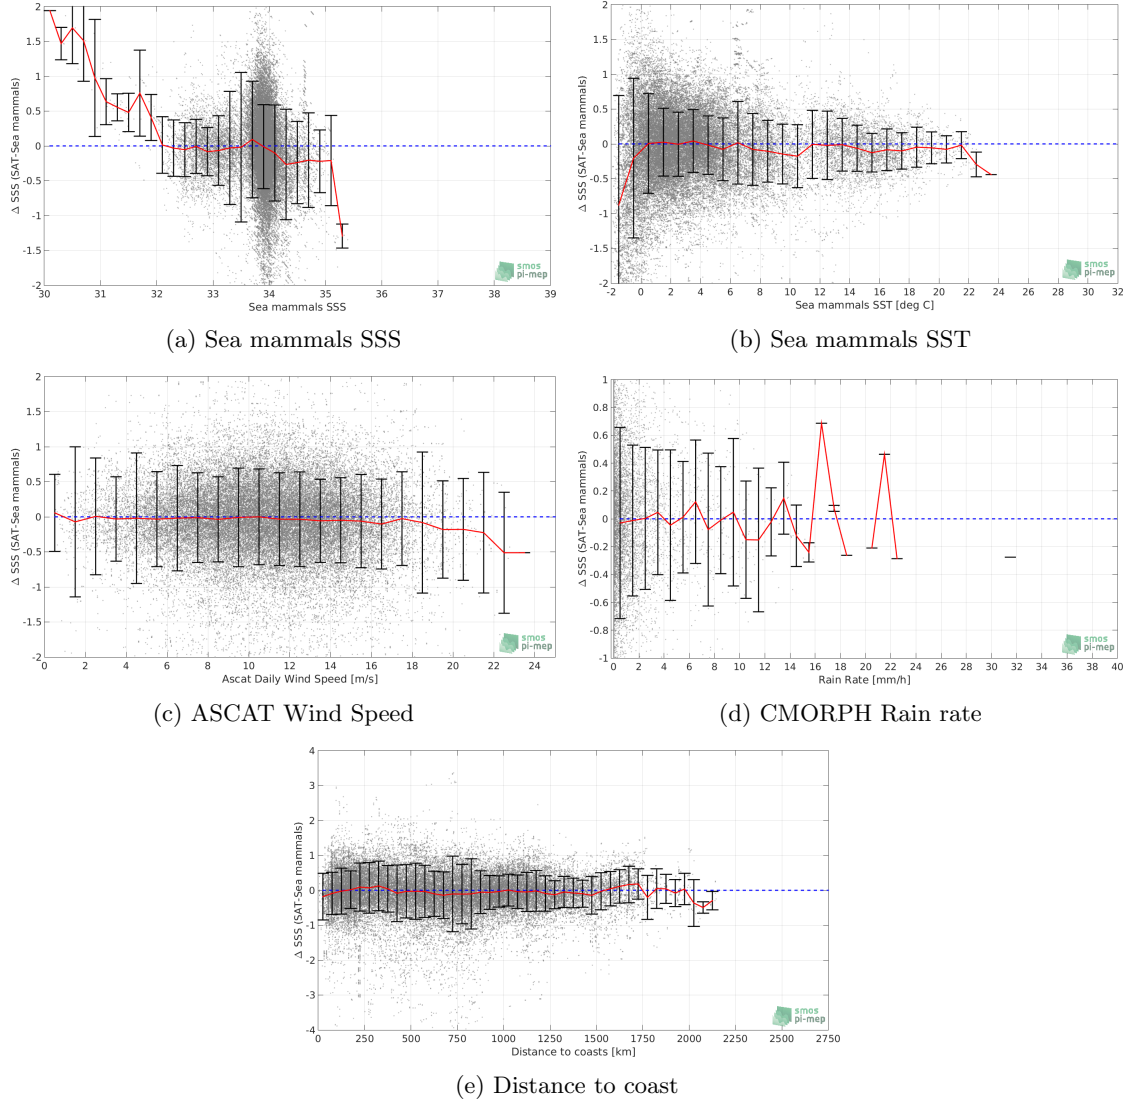 2
1.5
1
0.5
0
-0.5
-1
-1.5
-2
Δ SSS (SAT-Sea mammals)
30 31 32 33 34 35 36 37 38 39
Sea mammals SSS
smos
pi-mep
(a) Sea mammals SSS
2
1.5
1
0.5
0
-0.5
-1
-1.5
-2
Δ SSS (SAT-Sea mammals)
-2 0 2 4 6 8 10 12 14 16 18 20 22 24 26 28 30 32
Sea mammals SST [deg C]
smos
pi-mep
(b) Sea mammals SST
2
1.5
1
0.5
0
-0.5
-1
-1.5
-2
Δ SSS (SAT-Sea mammals)
0 2 4 6 8 10 12 14 16 18 20 22 24
Ascat Daily Wind Speed [m/s]
smos
pi-mep
(c) ASCAT Wind Speed
1
0.8
0.6
0.4
0.2
0
-0.2
-0.4
-0.6
-0.8
-1
Δ SSS (SAT-Sea mammals)
0 2 4 6 8 10 12 14 16 18 20 22 24 26 28 30 32 34 36 38 40
Rain Rate [mm/h]
smos
pi-mep
(d) CMORPH Rain rate
4
3
2
1
0
-1
-2
-3
-4
Δ SSS (SAT-Sea mammals)
0 250 500 750 1000 1250 1500 1750 2000 2250 2500 2750
Distance to coasts [km]
smos
pi-mep
(e) Distance to coast